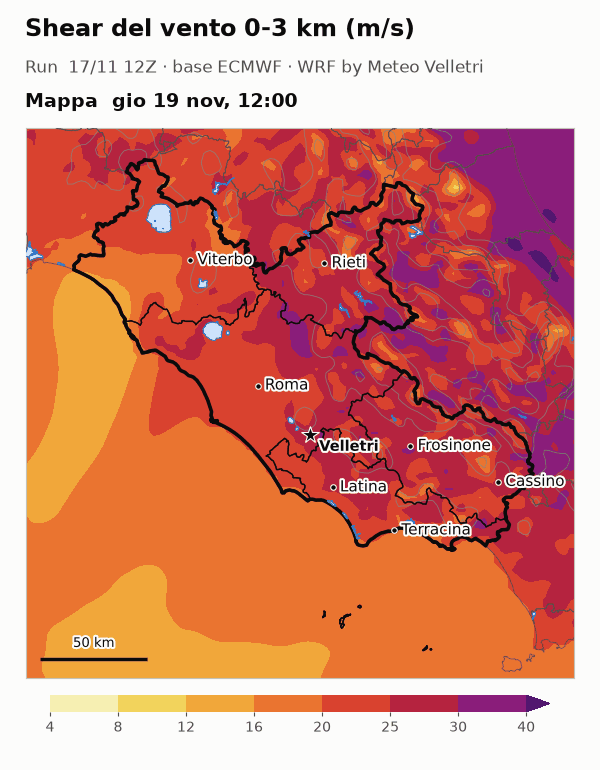 Shear del vento 0-3 km (m/s)
Run  17/11 12Z · base ECMWF · WRF by Meteo Velletri
Mappa  gio 19 nov, 12:00
Viterbo
Rieti
Roma
Velletri
Frosinone
Cassino
Latina
Terracina
50 km
4 8 12 16 20 25 30 40